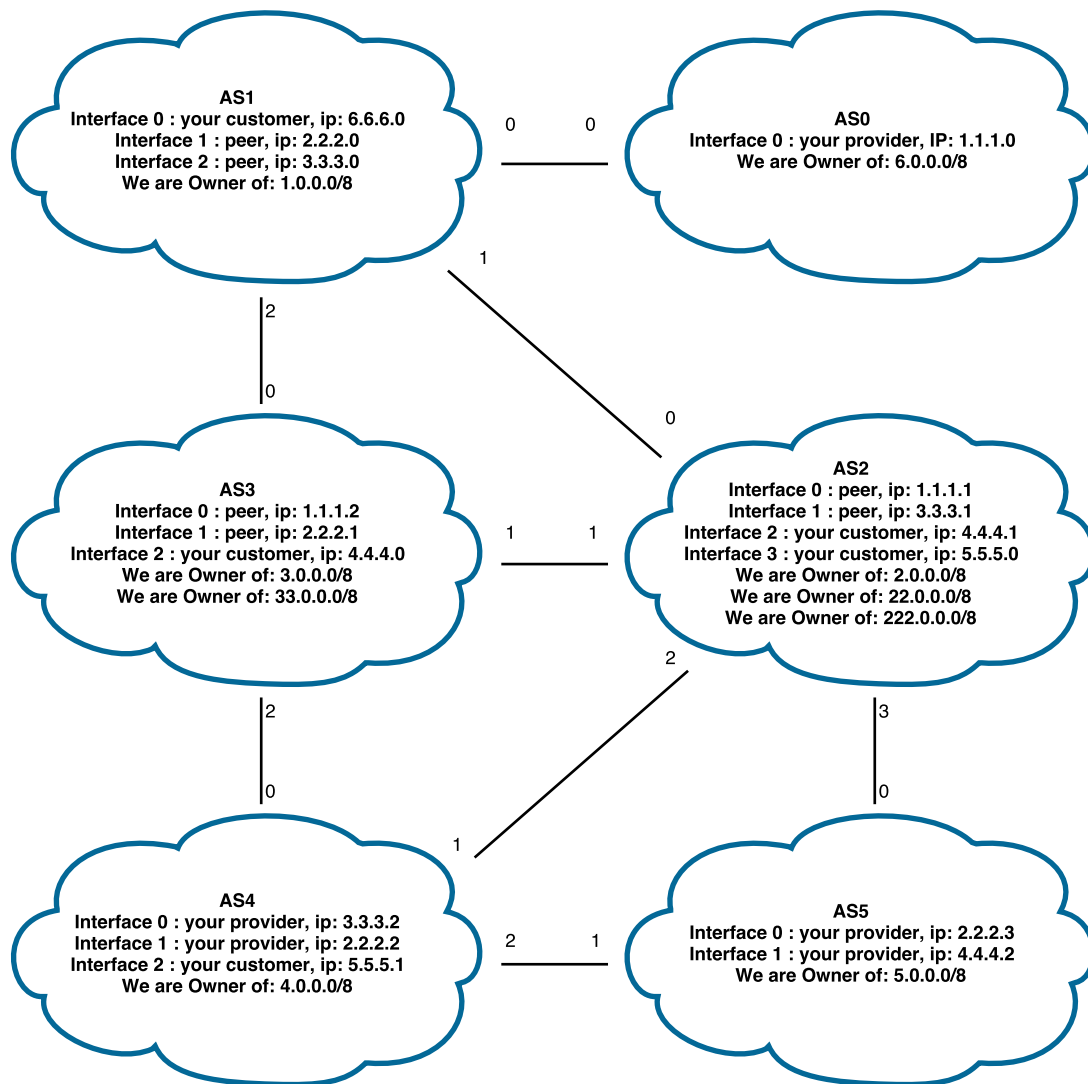 AS1
Interface 0 : your customer, ip: 6.6.6.0
Interface 1 : peer, ip: 2.2.2.0
Interface 2 : peer, ip: 3.3.3.0
We are Owner of: 1.0.0.0/8
0 0
AS0
Interface 0 : your provider, IP: 1.1.1.0
We are Owner of: 6.0.0.0/8
1
2
0
0
AS3
Interface 0 : peer, ip: 1.1.1.2
Interface 1 : peer, ip: 2.2.2.1
Interface 2 : your customer, ip: 4.4.4.0
We are Owner of: 3.0.0.0/8
We are Owner of: 33.0.0.0/8
1 1
AS2
Interface 0 : peer, ip: 1.1.1.1
Interface 1 : peer, ip: 3.3.3.1
Interface 2 : your customer, ip: 4.4.4.1
Interface 3 : your customer, ip: 5.5.5.0
We are Owner of: 2.0.0.0/8
We are Owner of: 22.0.0.0/8
We are Owner of: 222.0.0.0/8
2
2
3
0
0
1
AS4
Interface 0 : your provider, ip: 3.3.3.2
Interface 1 : your provider, ip: 2.2.2.2
Interface 2 : your customer, ip: 5.5.5.1
We are Owner of: 4.0.0.0/8
2 1
AS5
Interface 0 : your provider, ip: 2.2.2.3
Interface 1 : your provider, ip: 4.4.4.2
We are Owner of: 5.0.0.0/8